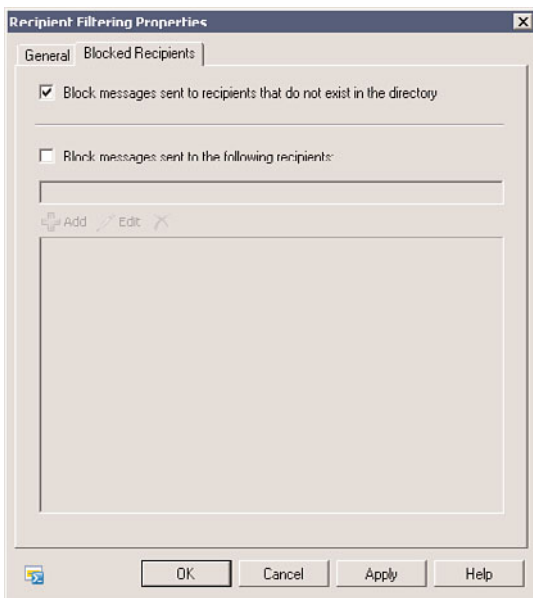 Recipient Filtering Properties
General
Blocked Recipients
Block messages sent to recipients that do not exist in the directory
Block messages sent to the following recipients:
Add Edit
OK Cancel Apply Help